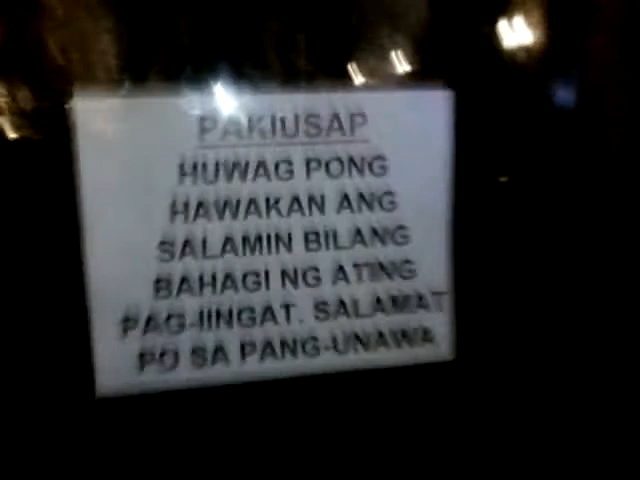 PAKIUSAP
HUWAG PONG
HAWAKAN ANG
SALAMIN BILANG
BAHAGI NG ATING
PAG-IINGAT. SALAMAT
PO SA PANG-UNAWA